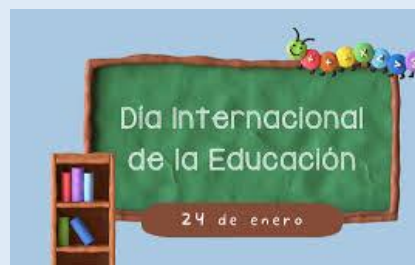 Día Internacional
de la Educación
24 de enero